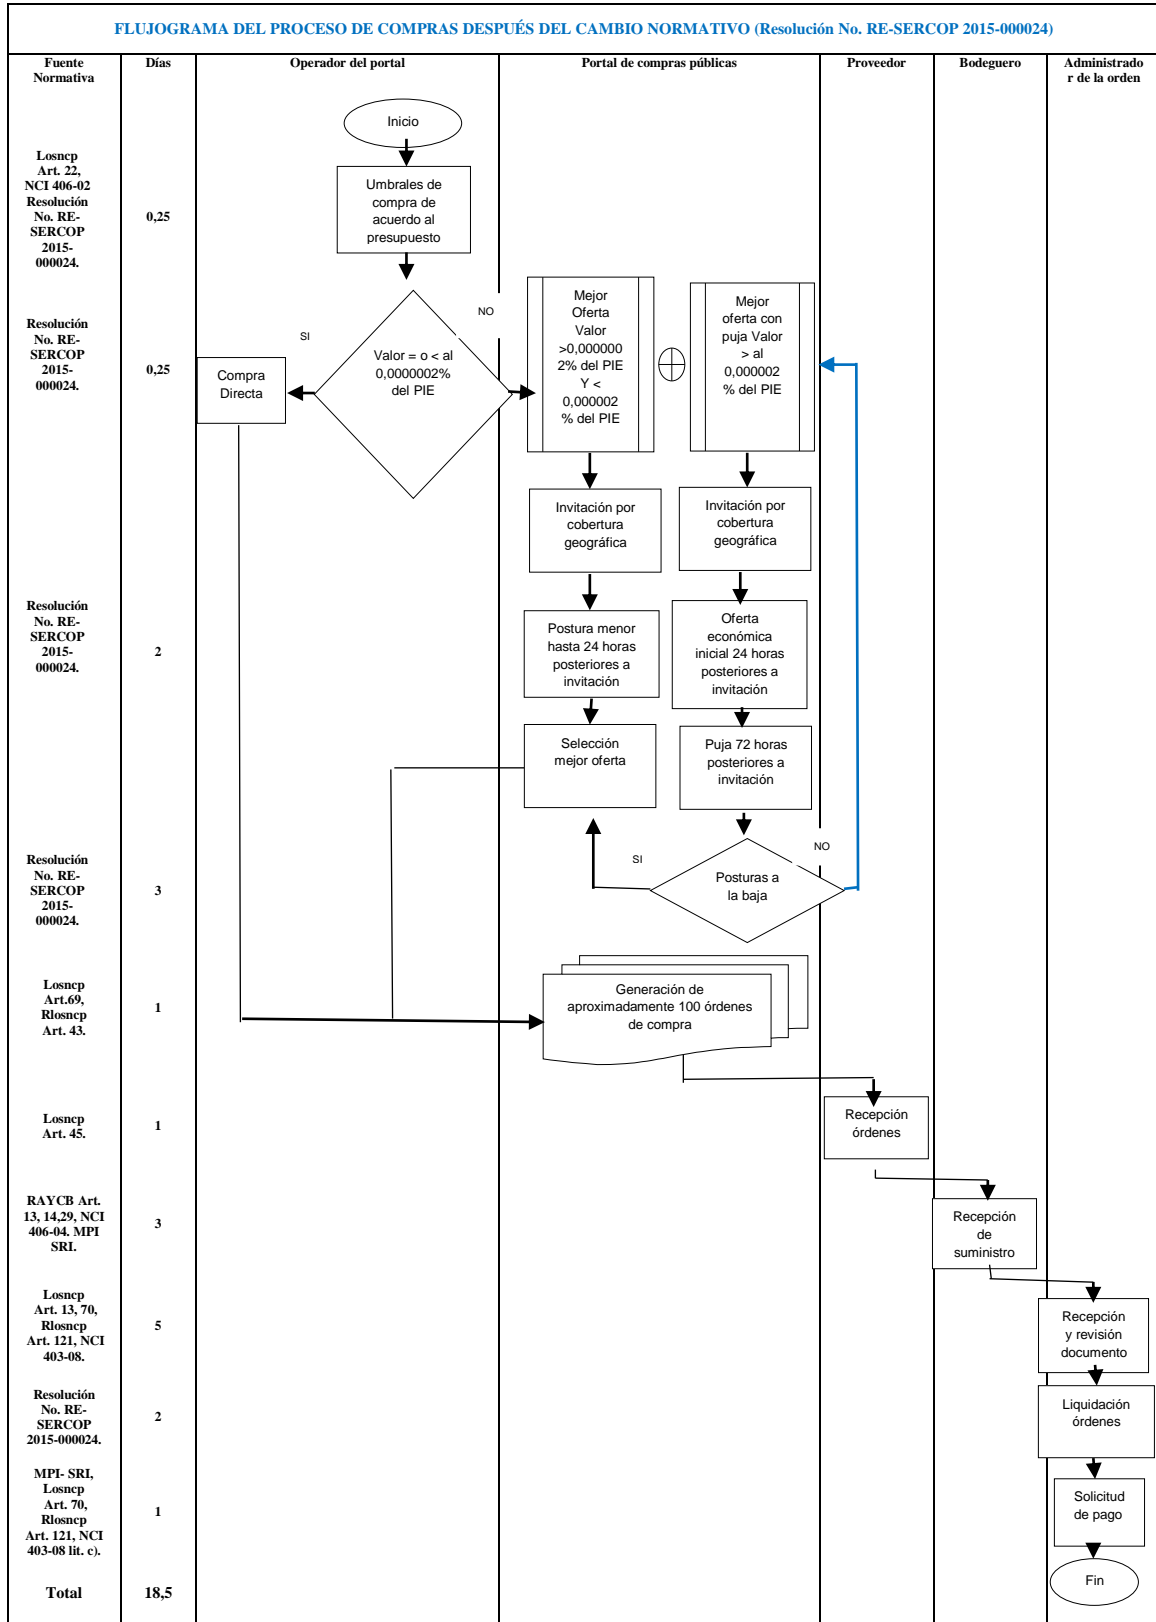 FLUJOGRAMA DEL PROCESO DE COMPRAS DESPUÉS DEL CAMBIO NORMATIVO (Resolución No. RE-SERCOP 2015-000024)
Fuente
Normativa
Días
Operador del portal
Portal de compras públicas
Proveedor
Bodeguero
Administrado
r de la orden
Inicio
Losncp
Art. 22,
NCI 406-02
Resolución
No. RE-
SERCOP
2015-
000024.
0,25
Umbrales de
compra de
acuerdo al
presupuesto
Resolución
No. RE-
SERCOP
2015-
000024.
0,25
SI
NO
Compra
Directa
Valor = o < al
0,0000002%
del PIE
Mejor
Oferta
Valor
>0,000000
2% del PIE
Y <
0,000002
% del PIE
Mejor
oferta con
puja Valor
> al
0,000002
% del PIE
Invitación por
cobertura
geográfica
Invitación por
cobertura
geográfica
Resolución
No. RE-
SERCOP
2015-
000024.
2
Postura menor
hasta 24 horas
posteriores a
invitación
Oferta
económica
inicial 24 horas
posteriores a
invitación
Selección
mejor oferta
Puja 72 horas
posteriores a
invitación
Resolución
No. RE-
SERCOP
2015-
000024.
3
SI
NO
Posturas a
la baja
Losncp
Art.69,
Rlosncp
Art. 43.
1
Generación de
aproximadamente 100 órdenes
de compra
Losncp
Art. 45.
1
Recepción
órdenes
RAYCB Art.
13, 14,29, NCI
406-04. MPI
SRI.
3
Recepción
de
suministro
Losncp
Art. 13, 70,
Rlosncp
Art. 121, NCI
403-08.
5
Recepción
y revisión
documento
Resolución
No. RE-
SERCOP
2015-000024.
2
Liquidación
órdenes
MPI- SRI,
Losncp
Art. 70,
Rlosncp
Art. 121, NCI
403-08 lit. c).
1
Solicitud
de pago
Total
18,5
Fin